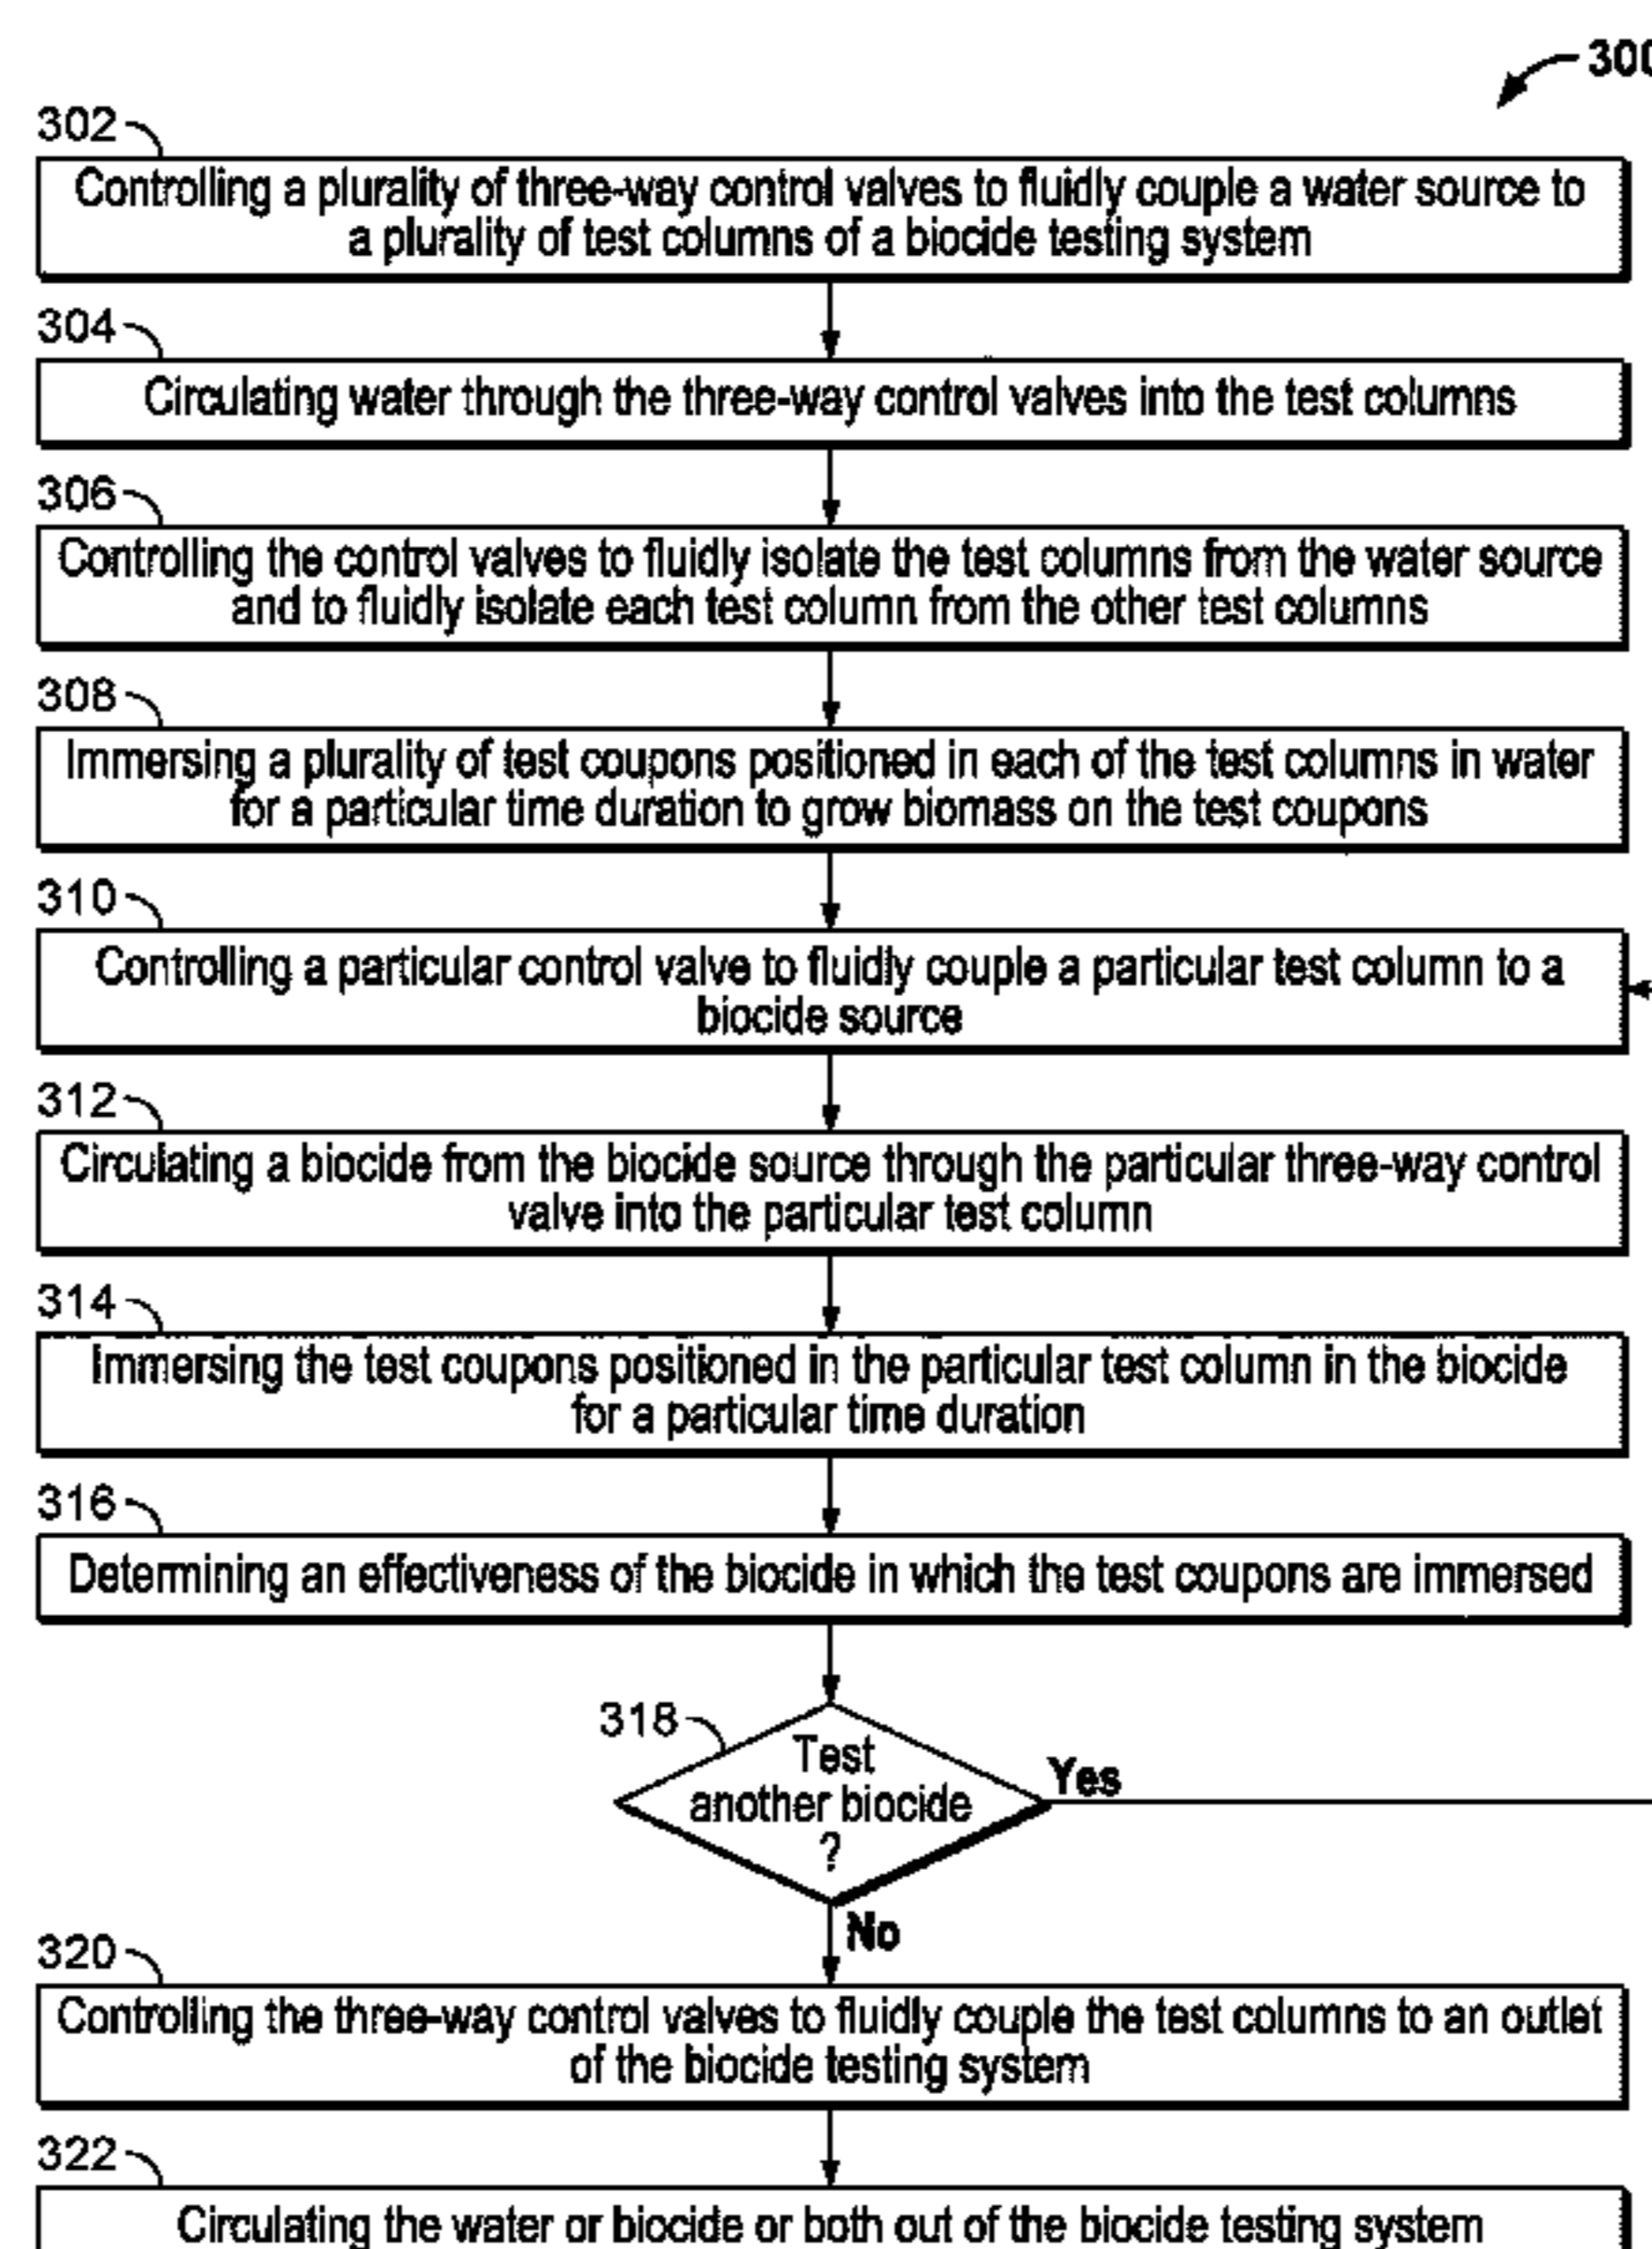 300
302
Controlling a plurality of three-way control valves to fluidly couple a water source to
a plurality of test columns of a biocide testing system
304
Circulating water through the three-way control valves into the test columns
306
Controlling the control valves to fluidly isolate the test columns from the water source
and to fluidly isolate each test column from the other test columns
308
Immersing a plurality of test coupons positioned in each of the test columns in water
for a particular time duration to grow biomass on the test coupons
310
Controlling a particular control valve to fluidly couple a particular test column to a
biocide source
312
Circulating a biocide from the biocide source through the particular three-way control
valve into the particular test column
314
Immersing the test coupons positioned in the particular test column in the biocide
for a particular time duration
316
Determining an effectiveness of the biocide in which the test coupons are immersed
318
Test
another biocide
?
Yes
No
320
Controlling the three-way control valves to fluidly couple the test columns to an outlet
of the biocide testing system
322
Circulating the water or biocide or both out of the biocide testing system